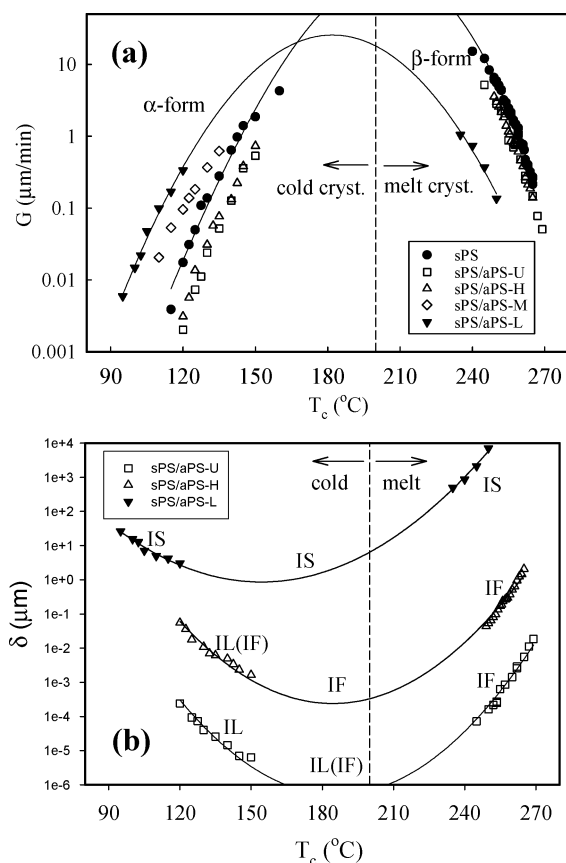 (a)
β-form
α-form
10
1
0.1
0.01
0.001
G (μm/min)
cold cryst.
melt cryst.
sPS
sPS/aPS-U
sPS/aPS-H
sPS/aPS-M
sPS/aPS-L
90
120
150
180
210
240
270
Tc (oC)
1e+4
1e+3
1e+2
1e+1
1e+0
1e-1
1e-2
1e-3
1e-4
1e-5
1e-6
δ (μm)
sPS/aPS-U
sPS/aPS-H
sPS/aPS-L
cold
melt
IS
IS
IS
IL(IF)
IF
IF
IL
IF
(b)
IL(IF)
90
120
150
180
210
240
270
Tc (oC)